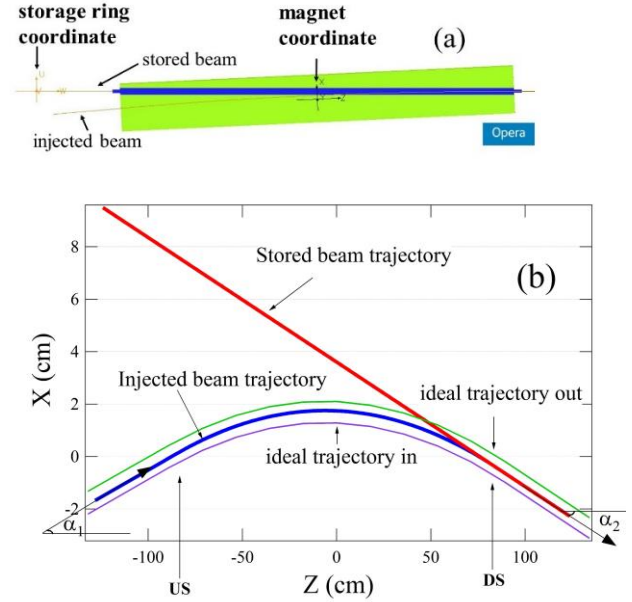 storage ring
coordinate
magnet
coordinate
(a)
stored beam
injected beam
U
W
X
Y
Z
Opera
(b)
Stored beam trajectory
Injected beam trajectory
ideal trajectory out
ideal trajectory in
X (cm)
8
6
4
2
0
-2
α1
α2
-100
-50
0
50
100
US
Z (cm)
DS